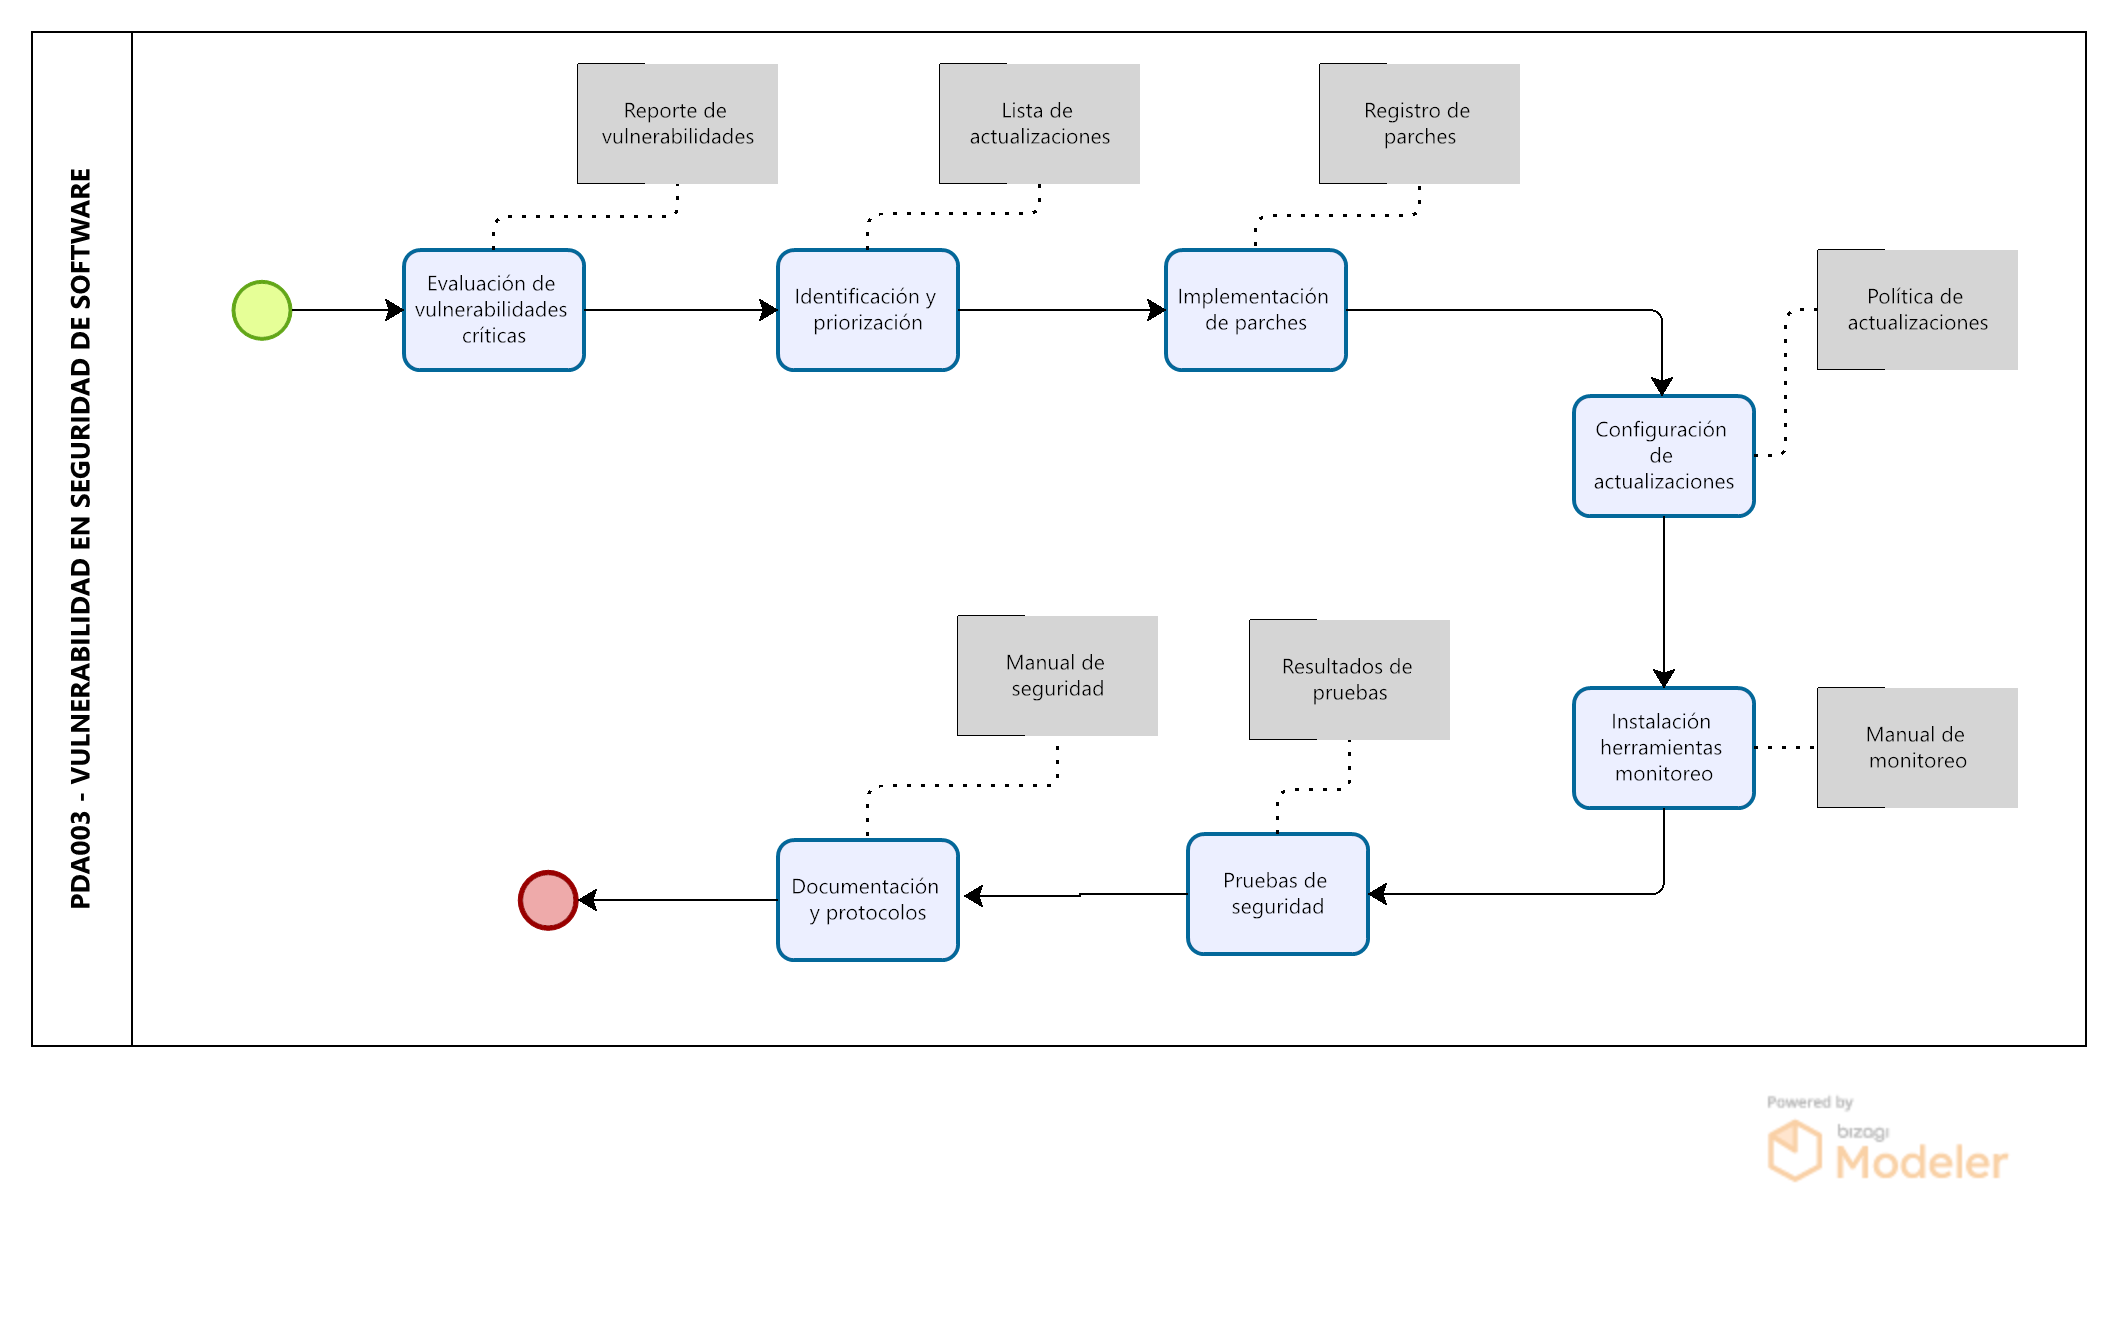 PDA003 - VULNERABILIDAD EN SEGURIDAD DE SOFTWARE
Reporte de
vulnerabilidades
Lista de
actualizaciones
Registro de
parches
Evaluación de
vulnerabilidades
críticas
Identificación y
priorización
Implementación
de parches
Política de
actualizaciones
Configuración
de
actualizaciones
Manual de
seguridad
Resultados de
pruebas
Instalación
herramientas
monitoreo
Manual de
monitoreo
Documentación
y protocolos
Pruebas de
seguridad
Powered by
bizagi
Modeler